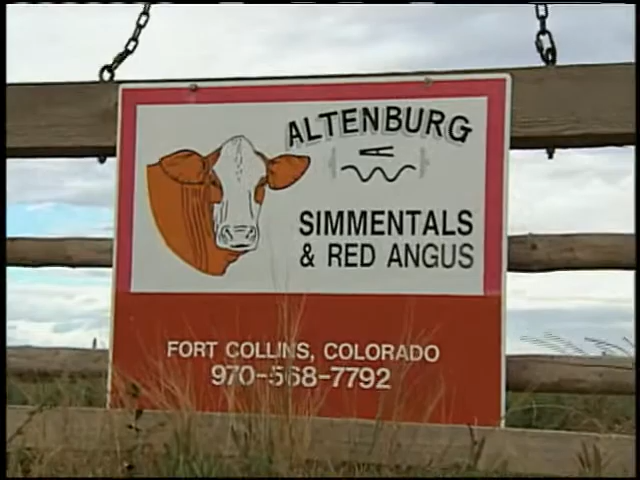 ALTENBURG
SIMMENTALS
& RED ANGUS
FORT COLLINS, COLORADO
970-568-7792